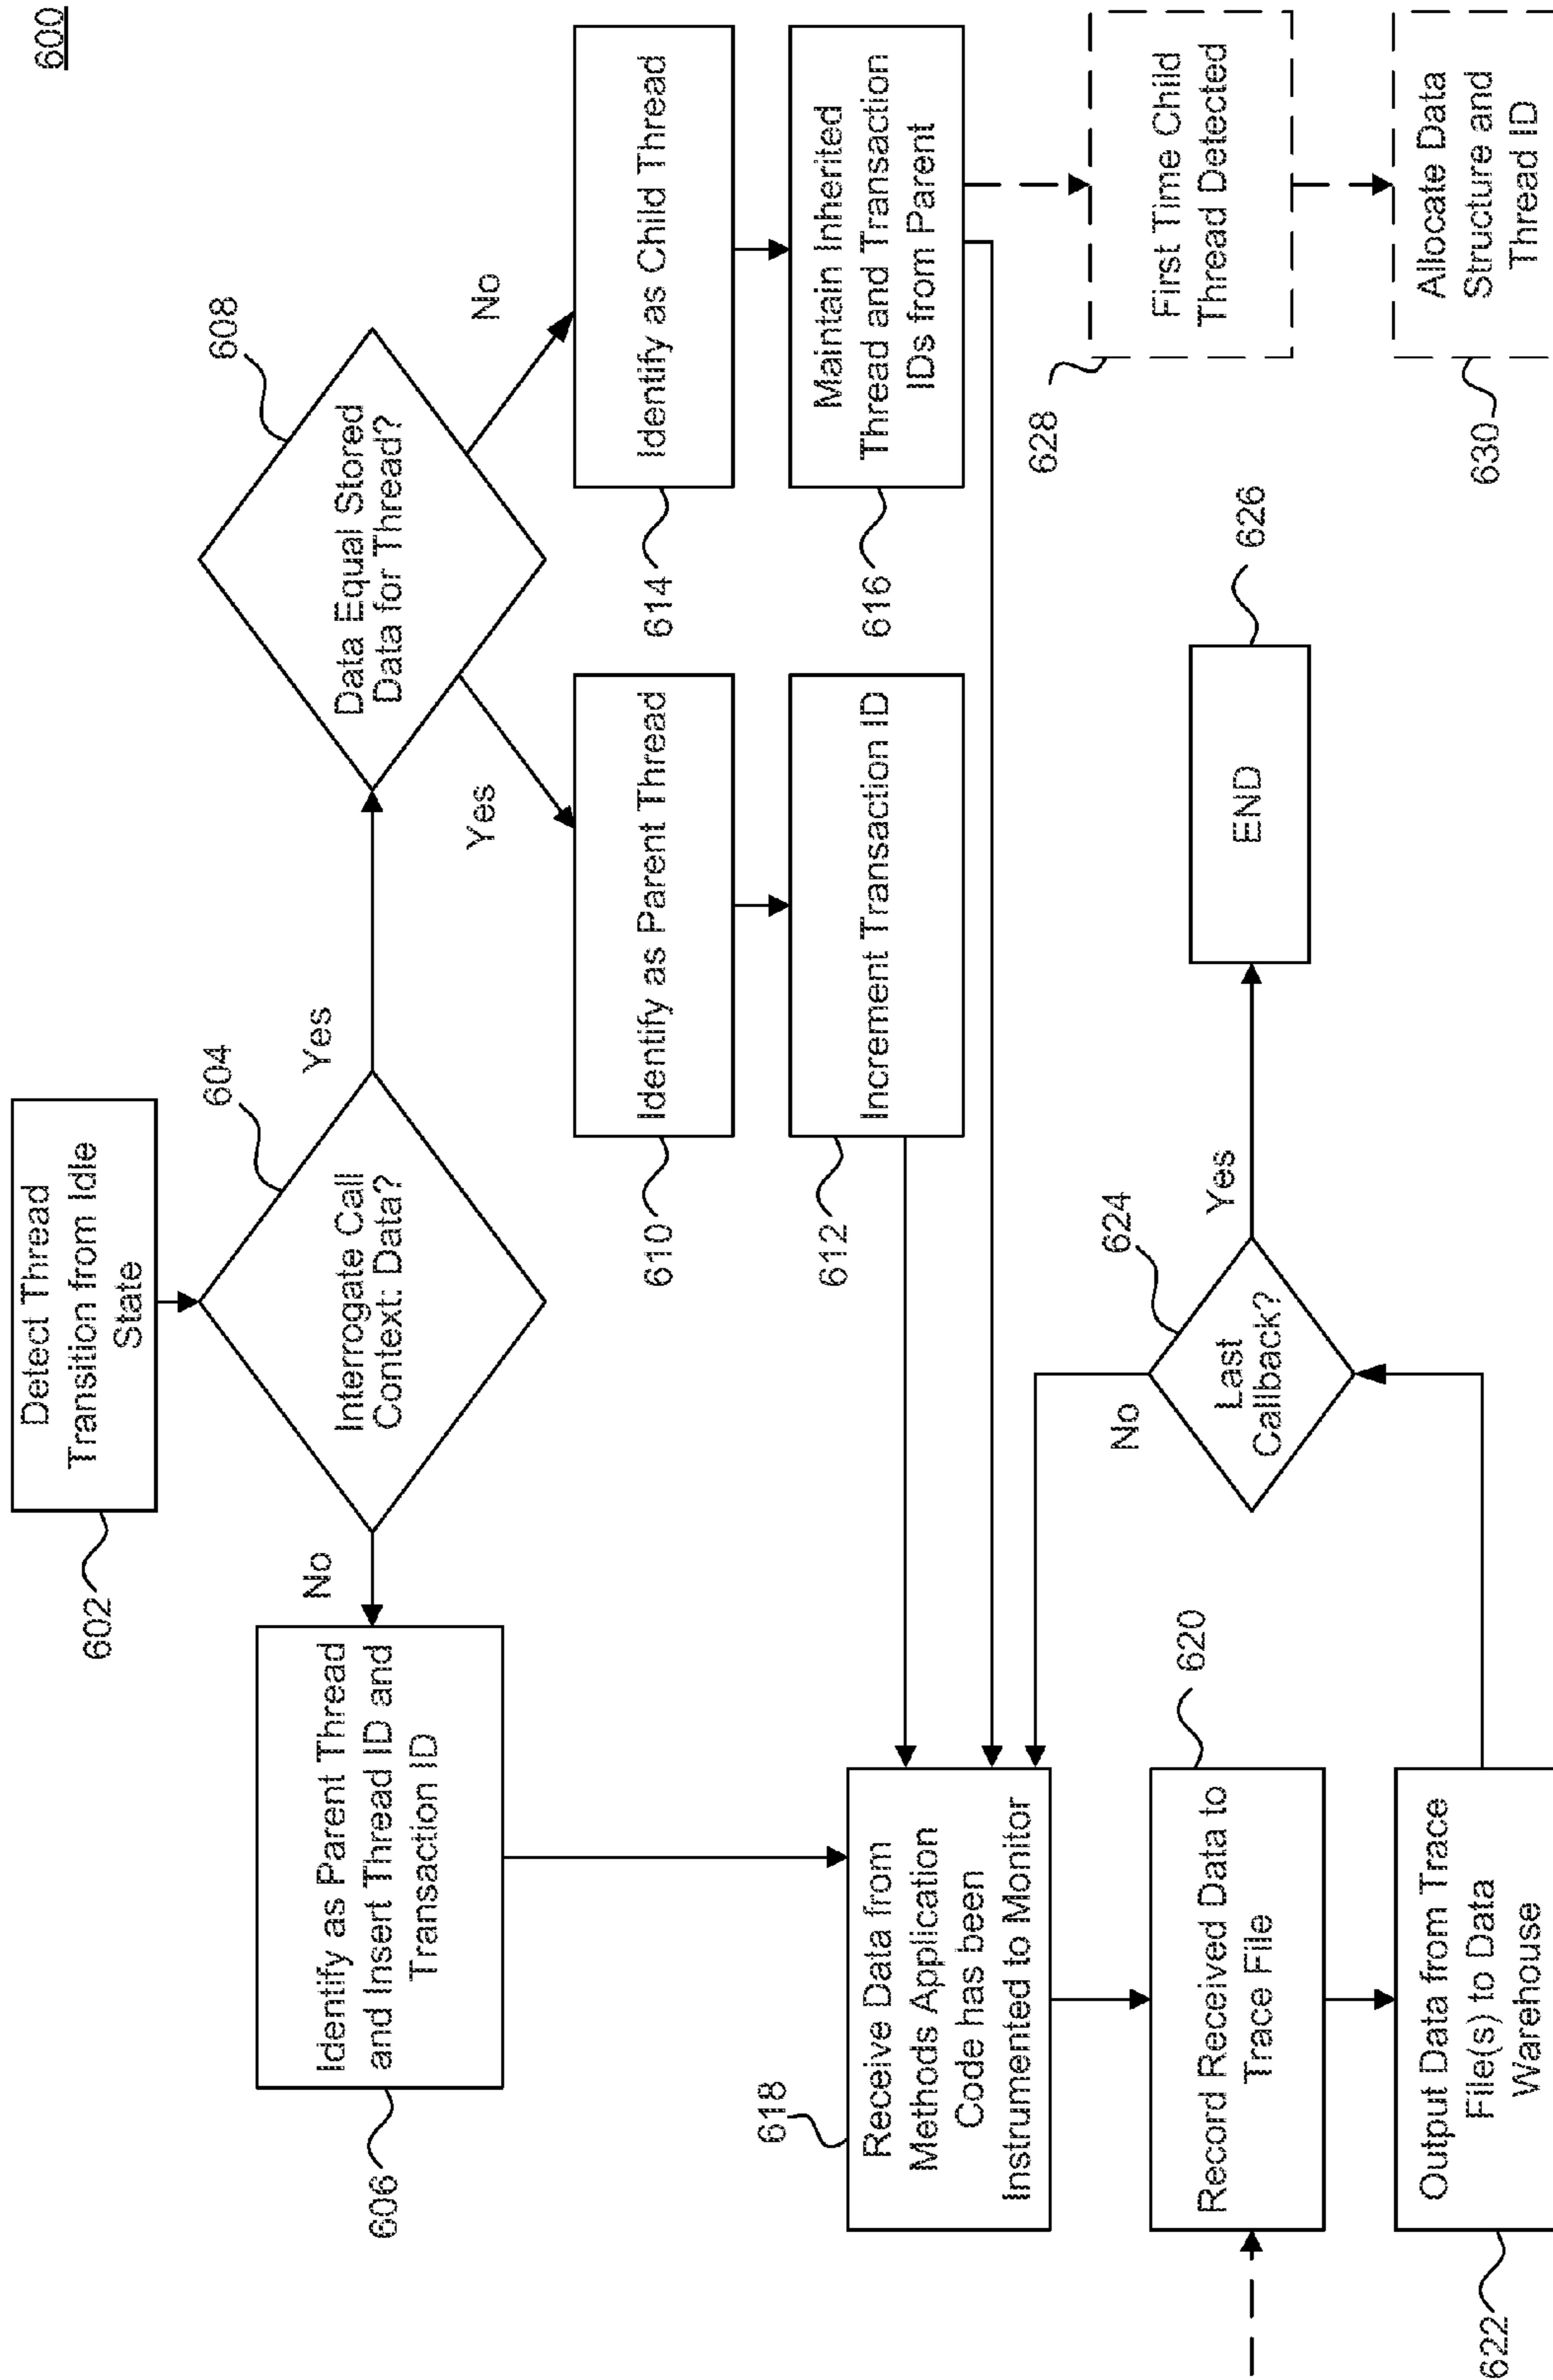 600
Detect Thread
Transition from Idle
State
602
Interrogate Call
Context: Data?
604
No
Yes
Identify as Parent Thread
and Insert Thread ID and
Transaction ID
606
Data Equal Stored
Data for Thread?
608
Yes
No
Identify as Parent Thread
610
Increment Transaction ID
612
Identify as Child Thread
614
Maintain Inherited
Thread and Transaction
IDs from Parent
616
Receive Data from
Methods Application
Code has been
Instrumented to Monitor
618
Record Received Data to
Trace File
620
Output Data from Trace
File(s) to Data
Warehouse
622
Last
Callback?
624
No
Yes
END
626
First Time Child
Thread Detected
628
Allocate Data
Structure and
Thread ID
630